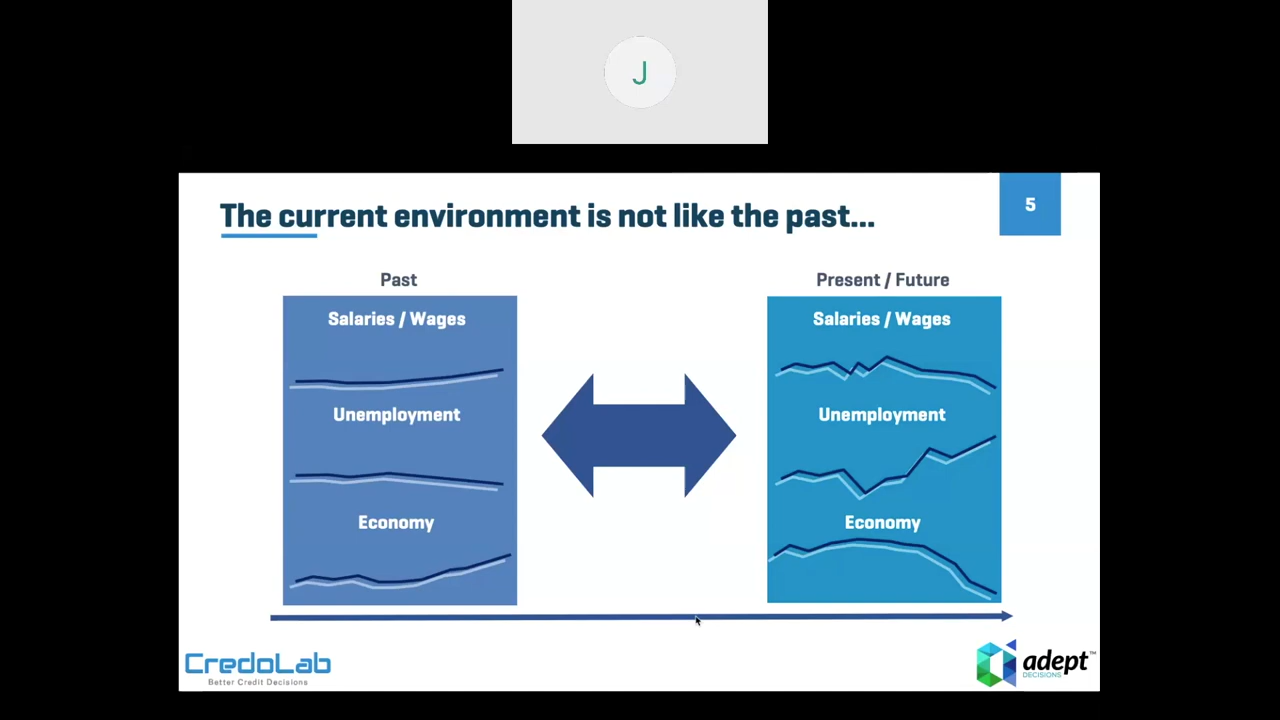 J
The current environment is not like the past...
5
Past
Salaries / Wages
Unemployment
Economy
Present / Future
Salaries / Wages
Unemployment
Economy
CredoLab
Better Credit Decisions
adept™
DECISIONS